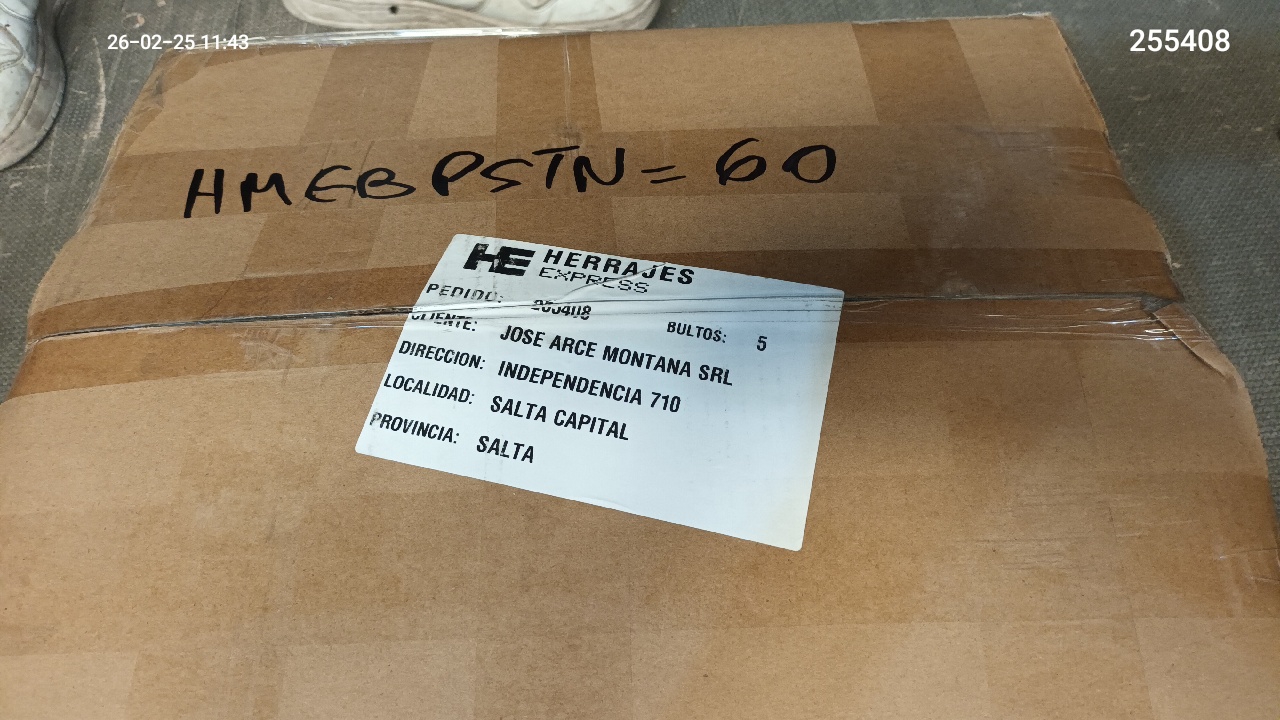 26-02-25 11:43
255408
HMEBPSTN = 60
HE HERRAJES
EXPRESS
PEDIDO: 255408
BULTOS: 5
CLIENTE: JOSE ARCE MONTANA SRL
DIRECCION: INDEPENDENCIA 710
LOCALIDAD: SALTA CAPITAL
PROVINCIA: SALTA